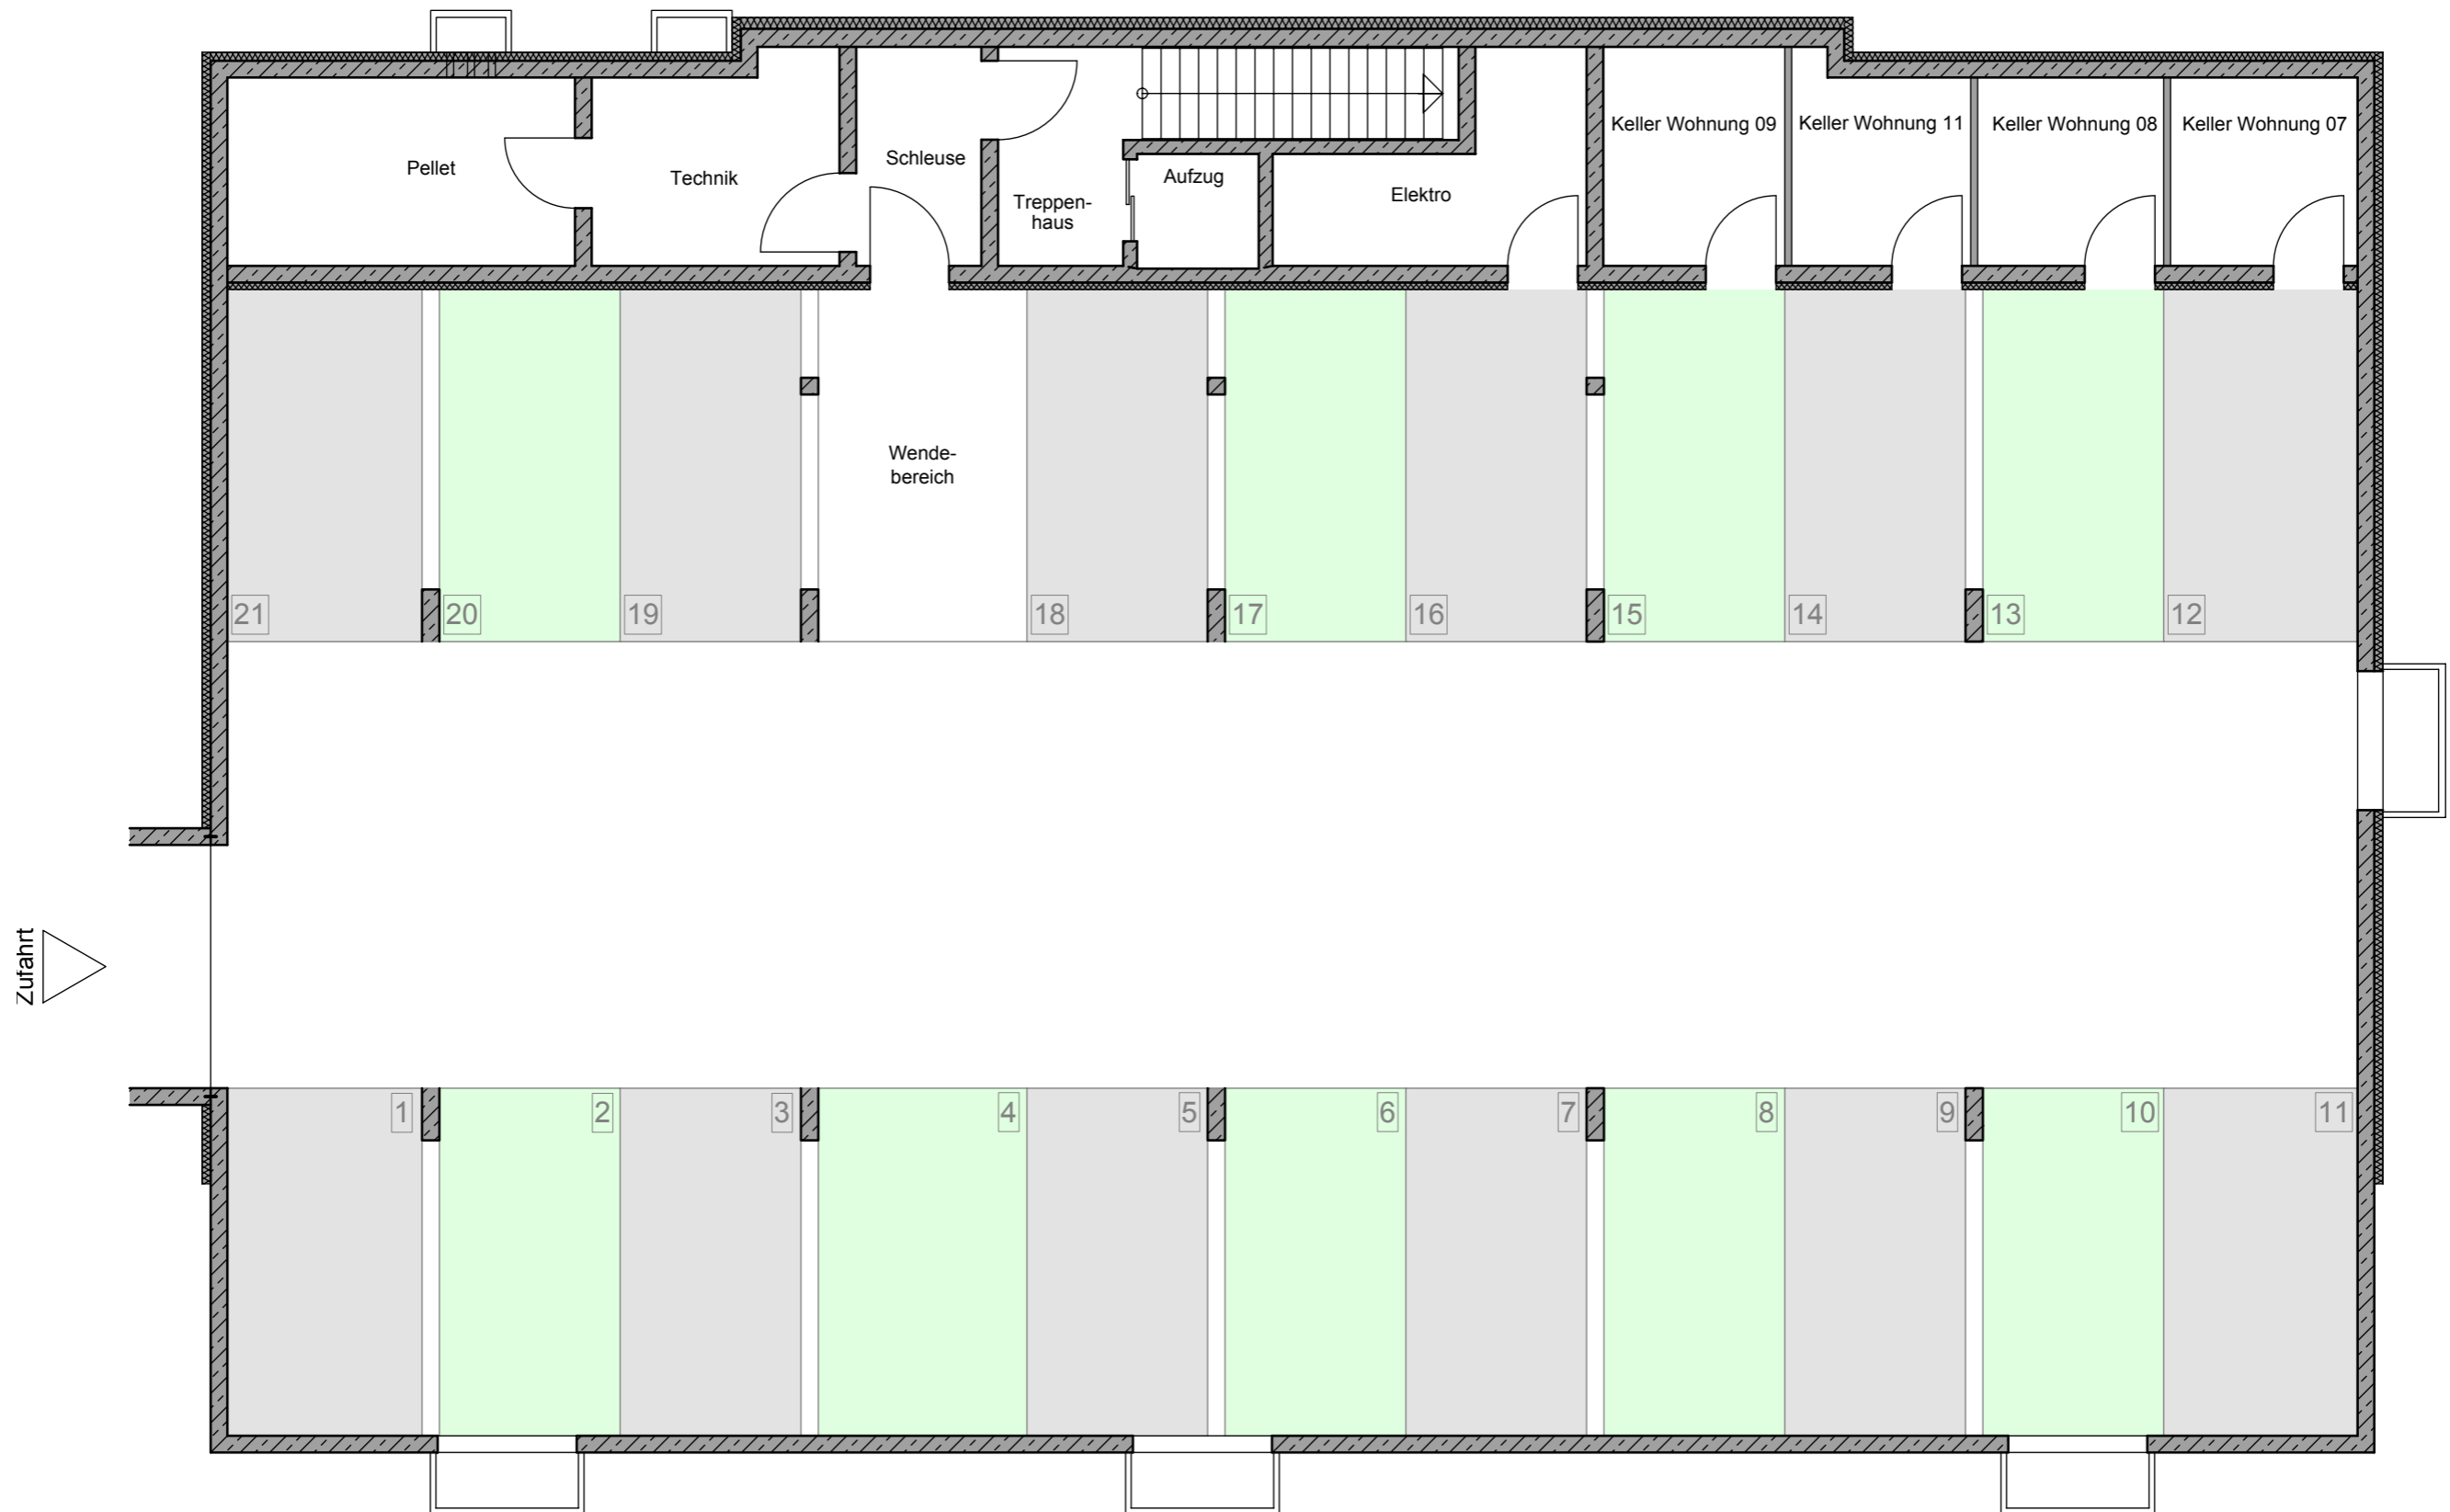 Keller Wohnung 09
Keller Wohnung 11
Keller Wohnung 08
Keller Wohnung 07
Pellet
Technik
Schleuse
Treppen-
haus
Aufzug
Elektro
Wende-
bereich
21
20
19
18
17
16
15
14
13
12
Zufahrt
1
2
3
4
5
6
7
8
9
10
11